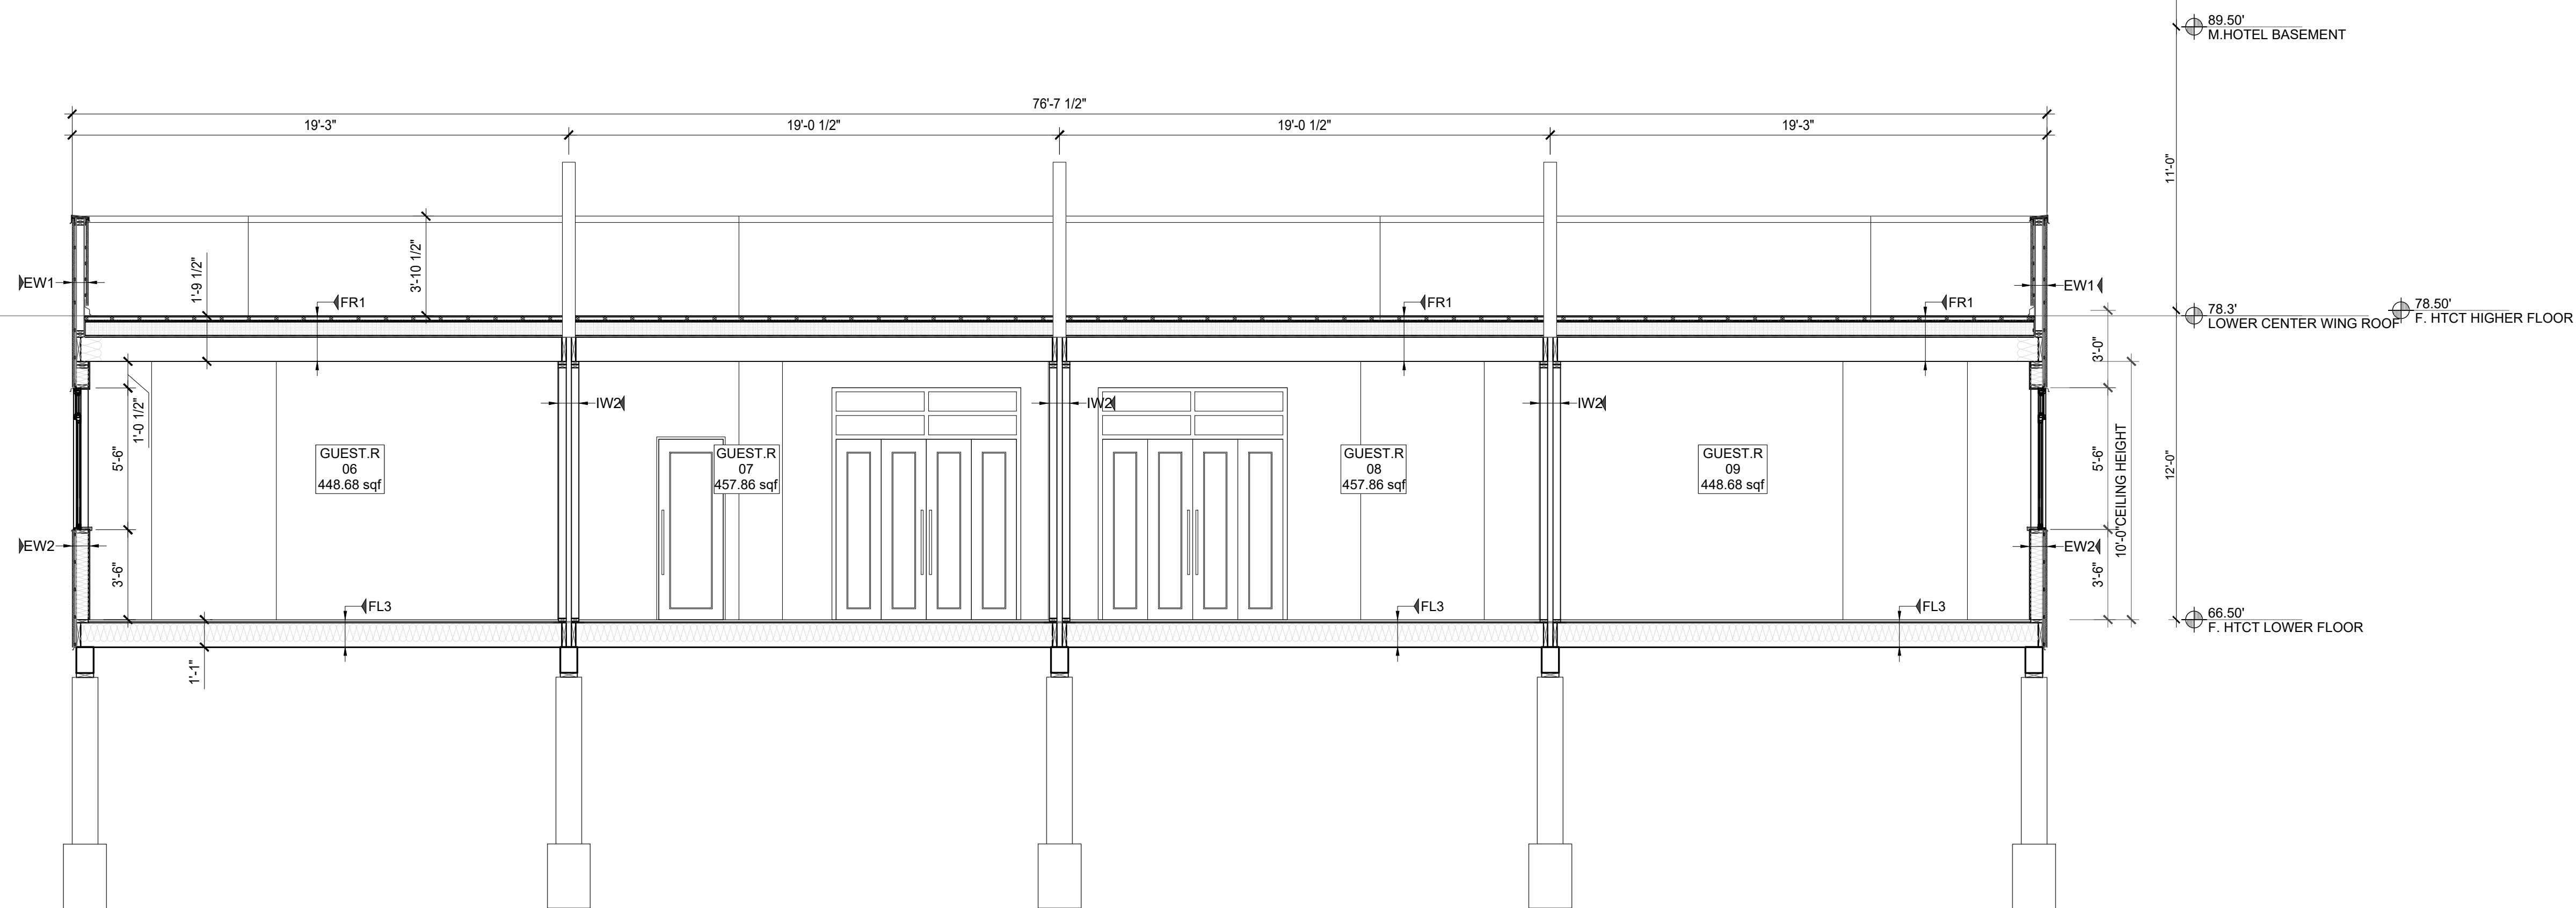 89.50'
M.HOTEL BASEMENT
76'-7 1/2"
19'-3"
19'-0 1/2"
19'-0 1/2"
19'-3"
11'-0"
3'-10 1/2"
1'-9 1/2"
EW1
EW1
FR1
FR1
FR1
78.3'
LOWER CENTER WING ROOF
78.50'
F. HTCT HIGHER FLOOR
3'-0"
1'-0 1/2"
IW2
IW2
IW2
5'-6"
GUEST.R
06
448.68 sqf
GUEST.R
07
457.86 sqf
GUEST.R
08
457.86 sqf
GUEST.R
09
448.68 sqf
5'-6"
10'-0"CEILING HEIGHT
12'-0"
EW2
EW2
3'-6"
3'-6"
FL3
FL3
FL3
66.50'
F. HTCT LOWER FLOOR
1'-1"